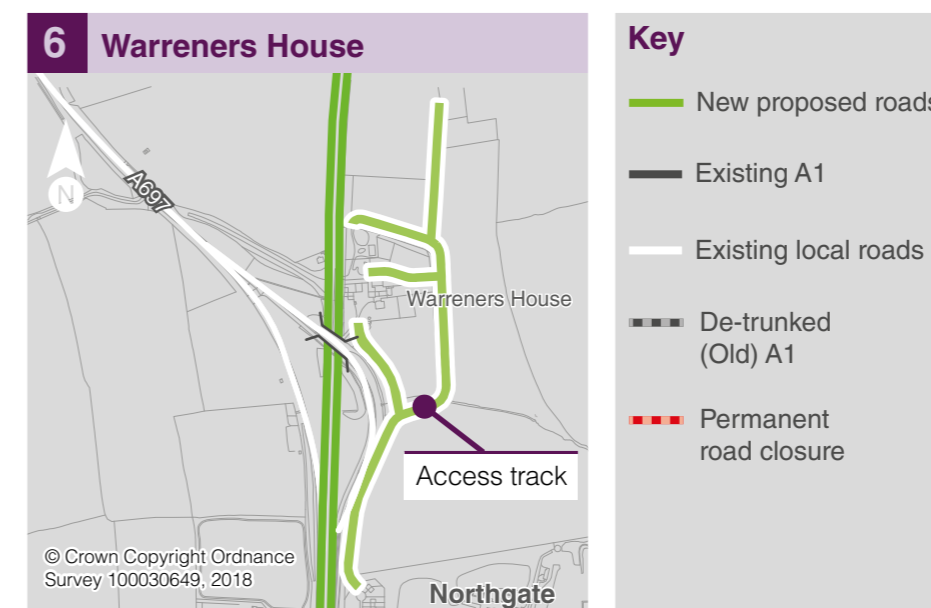 6 Warreners House
A697
N
Warreners House
Access track
© Crown Copyright Ordnance
Survey 100030649, 2018
Northgate
Key
New proposed roads
Existing A1
Existing local roads
De-trunked
(Old) A1
Permanent
road closure